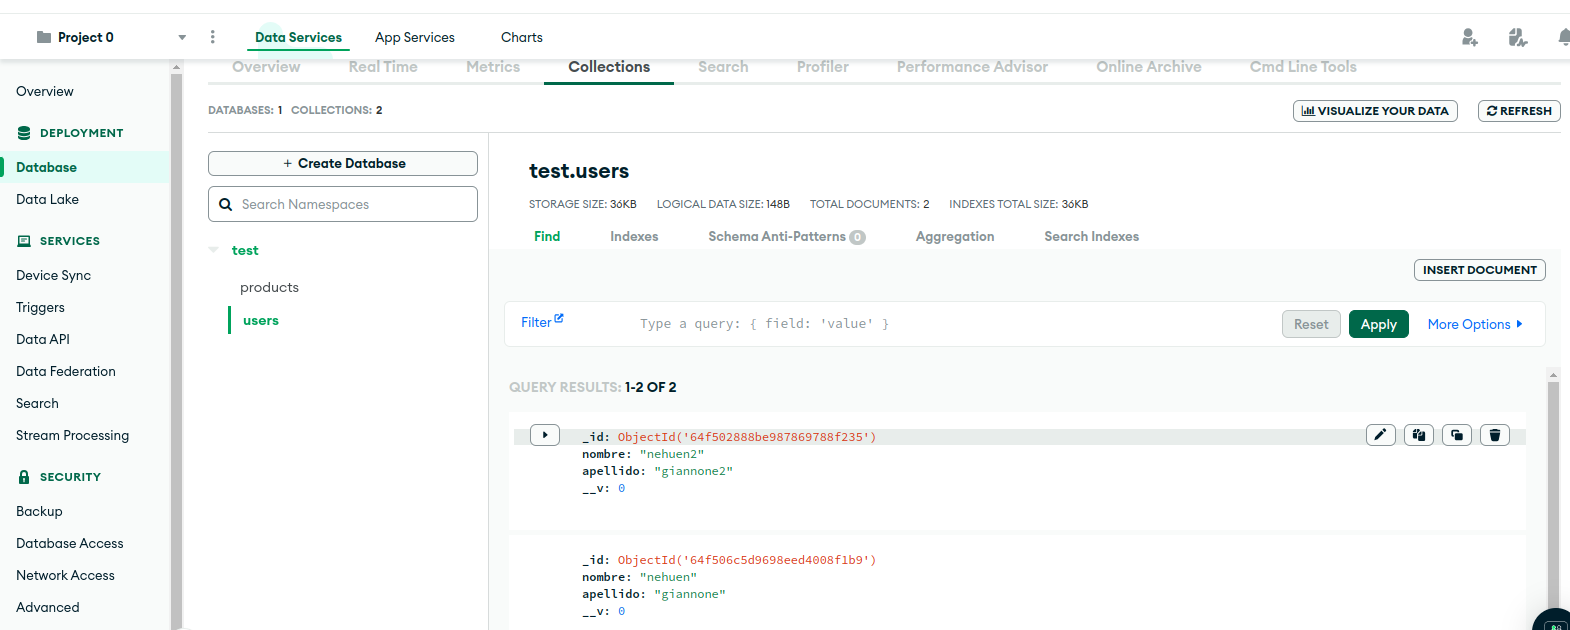 Project 0
Data Services
App Services
Charts
Overview
Real Time
Metrics
Collections
Search
Profiler
Performance Advisor
Online Archive
Cmd Line Tools
Overview
DEPLOYMENT
Database
Data Lake
SERVICES
Device Sync
Triggers
Data API
Data Federation
Search
Stream Processing
SECURITY
Backup
Database Access
Network Access
Advanced
DATABASES: 1 COLLECTIONS: 2
VISUALIZE YOUR DATA
REFRESH
+ Create Database
Search Namespaces
test
products
users
test.users
STORAGE SIZE: 36KB LOGICAL DATA SIZE: 148B TOTAL DOCUMENTS: 2 INDEXES TOTAL SIZE: 36KB
Find
Indexes
Schema Anti-Patterns 0
Aggregation
Search Indexes
INSERT DOCUMENT
Filter
Type a query: { field: 'value' }
Reset
Apply
More Options
QUERY RESULTS: 1-2 OF 2
_id: ObjectId('64f502888be987869788f235')
nombre: "nehuen2"
apellido: "giannone2"
__v: 0
_id: ObjectId('64f506c5d9698eed4008f1b9')
nombre: "nehuen"
apellido: "giannone"
__v: 0